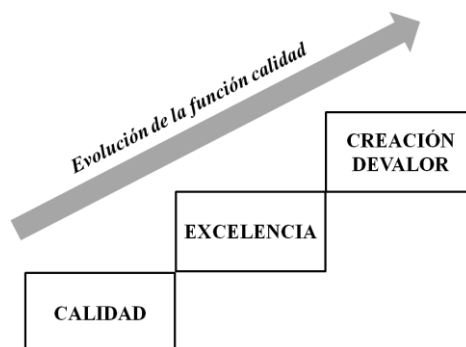 Evolución de la función calidad
CREACIÓN
DEVALOR
EXCELENCIA
CALIDAD